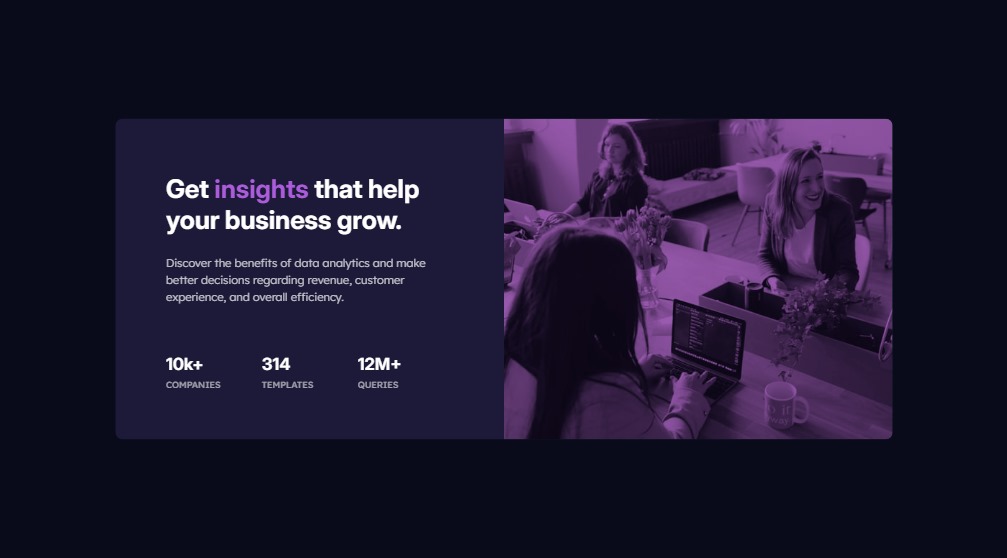 Get insights that help
your business grow.
Discover the benefits of data analytics and make
better decisions regarding revenue, customer
experience, and overall efficiency.
10k+ 314 12M+
COMPANIES TEMPLATES QUERIES